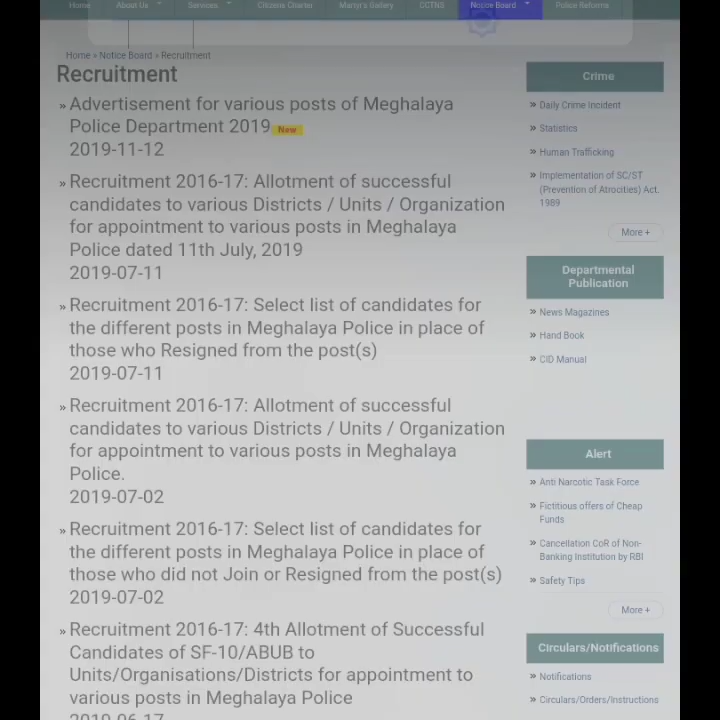 Home About Us Services Citizens Charter Martyr's Gallery CCTNS Notice Board Police Reforms
Home » Notice Board » Recruitment
Recruitment
» Advertisement for various posts of Meghalaya
Police Department 2019 New
2019-11-12
» Recruitment 2016-17: Allotment of successful
candidates to various Districts / Units / Organization
for appointment to various posts in Meghalaya
Police dated 11th July, 2019
2019-07-11
» Recruitment 2016-17: Select list of candidates for
the different posts in Meghalaya Police in place of
those who Resigned from the post(s)
2019-07-11
» Recruitment 2016-17: Allotment of successful
candidates to various Districts / Units / Organization
for appointment to various posts in Meghalaya
Police.
2019-07-02
» Recruitment 2016-17: Select list of candidates for
the different posts in Meghalaya Police in place of
those who did not Join or Resigned from the post(s)
2019-07-02
» Recruitment 2016-17: 4th Allotment of Successful
Candidates of SF-10/ABUB to
Units/Organisations/Districts for appointment to
various posts in Meghalaya Police
2019-06-17
Crime
» Daily Crime Incident
» Statistics
» Human Trafficking
» Implementation of SC/ST
(Prevention of Atrocities) Act.
1989
More +
Departmental
Publication
» News Magazines
» Hand Book
» CID Manual
Alert
» Anti Narcotic Task Force
» Fictitious offers of Cheap
Funds
» Cancellation CoR of Non-
Banking Institution by RBI
» Safety Tips
More +
Circulars/Notifications
» Notifications
» Circulars/Orders/Instructions